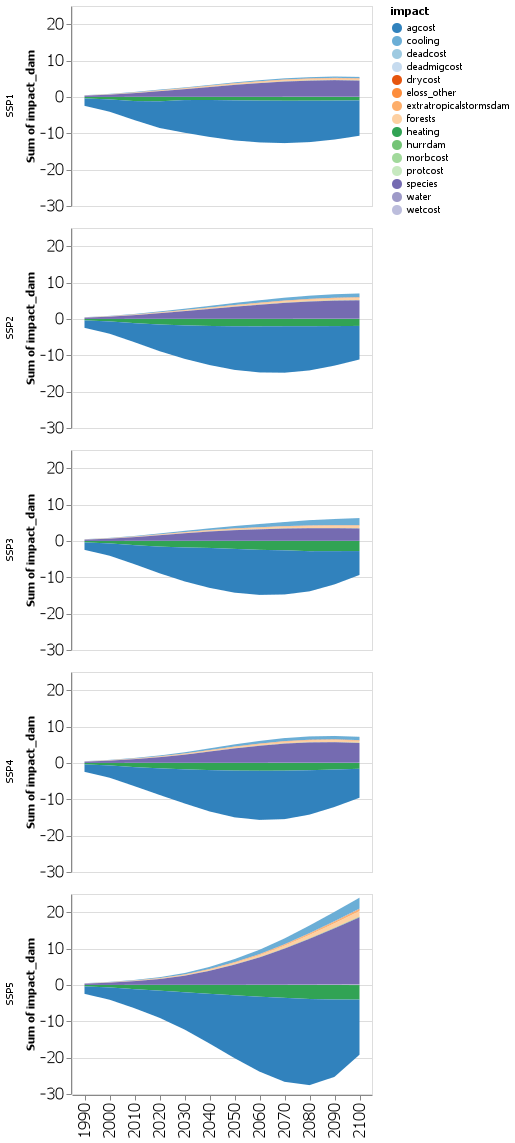 impact
agcost
cooling
deadcost
deadmigcost
drycost
eloss_other
extratropicalstormsdam
forests
heating
hurrdam
morbcost
protcost
species
water
wetcost
SSP1
Sum of impact_dam
20
10
0
-10
-20
-30
SSP2
Sum of impact_dam
20
10
0
-10
-20
-30
SSP3
Sum of impact_dam
20
10
0
-10
-20
-30
SSP4
Sum of impact_dam
20
10
0
-10
-20
-30
SSP5
Sum of impact_dam
20
10
0
-10
-20
-30
1990 2000 2010 2020 2030 2040 2050 2060 2070 2080 2090 2100